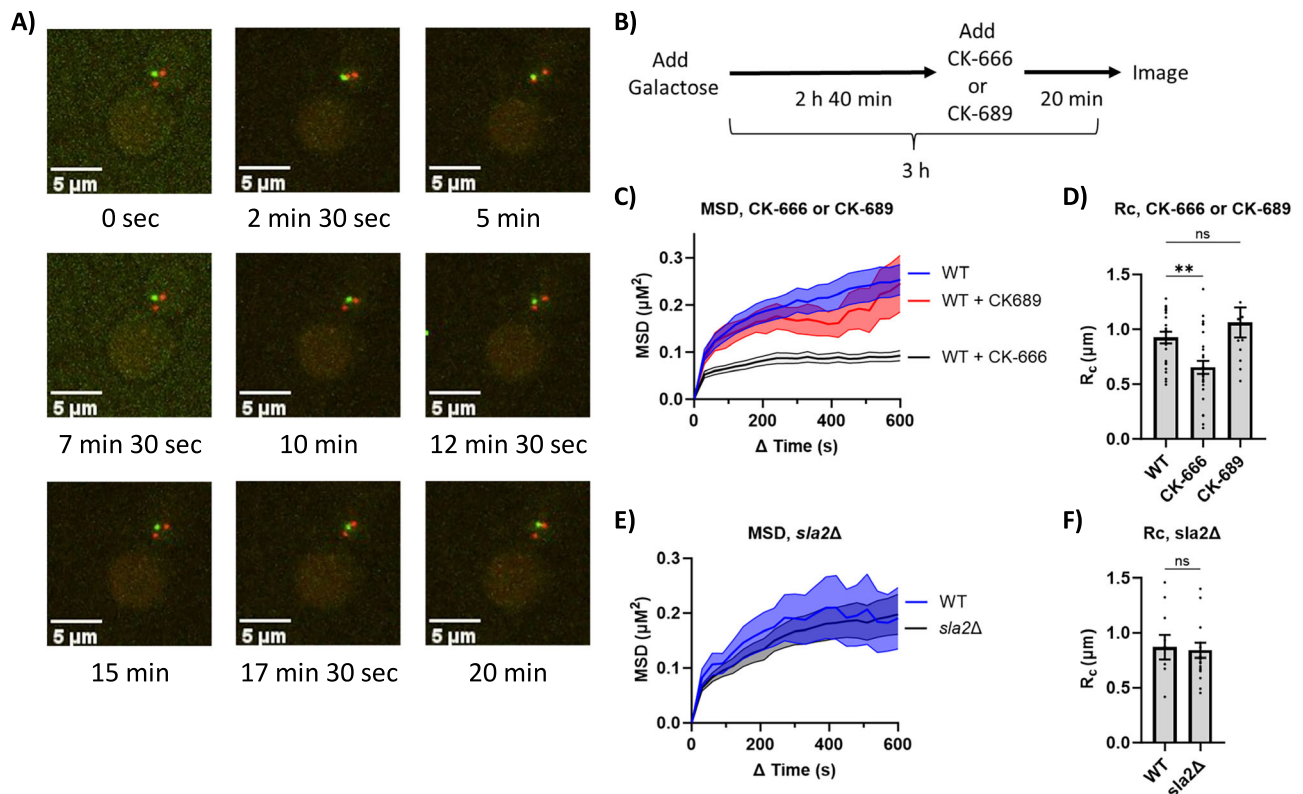 A)
5 µm
5 µm
5 µm
0 sec
2 min 30 sec
5 min
5 µm
5 µm
5 µm
7 min 30 sec
10 min
12 min 30 sec
5 µm
5 µm
5 µm
15 min
17 min 30 sec
20 min
B)
Add
Galactose
2 h 40 min
Add
CK-666
or
CK-689
20 min
Image
3 h
C)
MSD, CK-666 or CK-689
MSD (µM²)
0.3
0.2
0.1
0.0
0
200
400
600
Δ Time (s)
WT
WT + CK689
WT + CK-666
D)
Rc, CK-666 or CK-689
ns
**
Rc (µm)
1.5
1.0
0.5
0.0
WT
CK-666
CK-689
E)
MSD, sla2Δ
MSD (µM²)
0.3
0.2
0.1
0.0
0
200
400
600
Δ Time (s)
WT
sla2Δ
F)
Rc, sla2Δ
ns
Rc (µm)
1.5
1.0
0.5
0.0
WT
sla2Δ